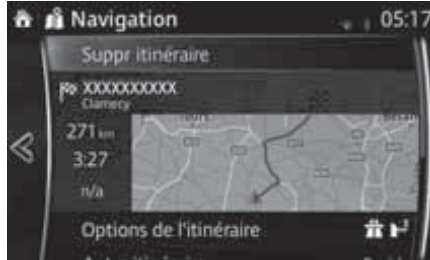 Navigation 05:17
Suppr itinéraire
XXXXXXXXXX
Clamecy
271 km
3:27
n/a
Options de l'itinéraire